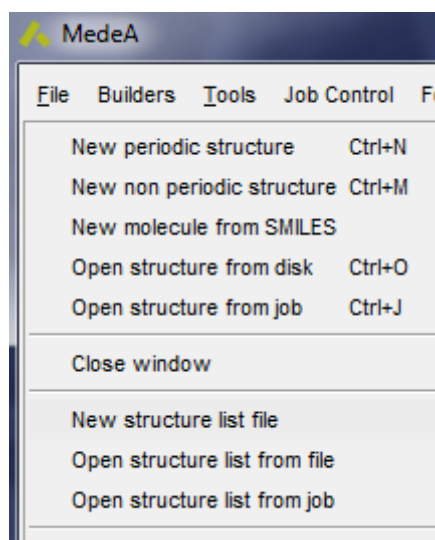 MedeA
File Builders Tools Job Control
New periodic structure Ctrl+N
New non periodic structure Ctrl+M
New molecule from SMILES
Open structure from disk Ctrl+O
Open structure from job Ctrl+J
Close window
New structure list file
Open structure list from file
Open structure list from job